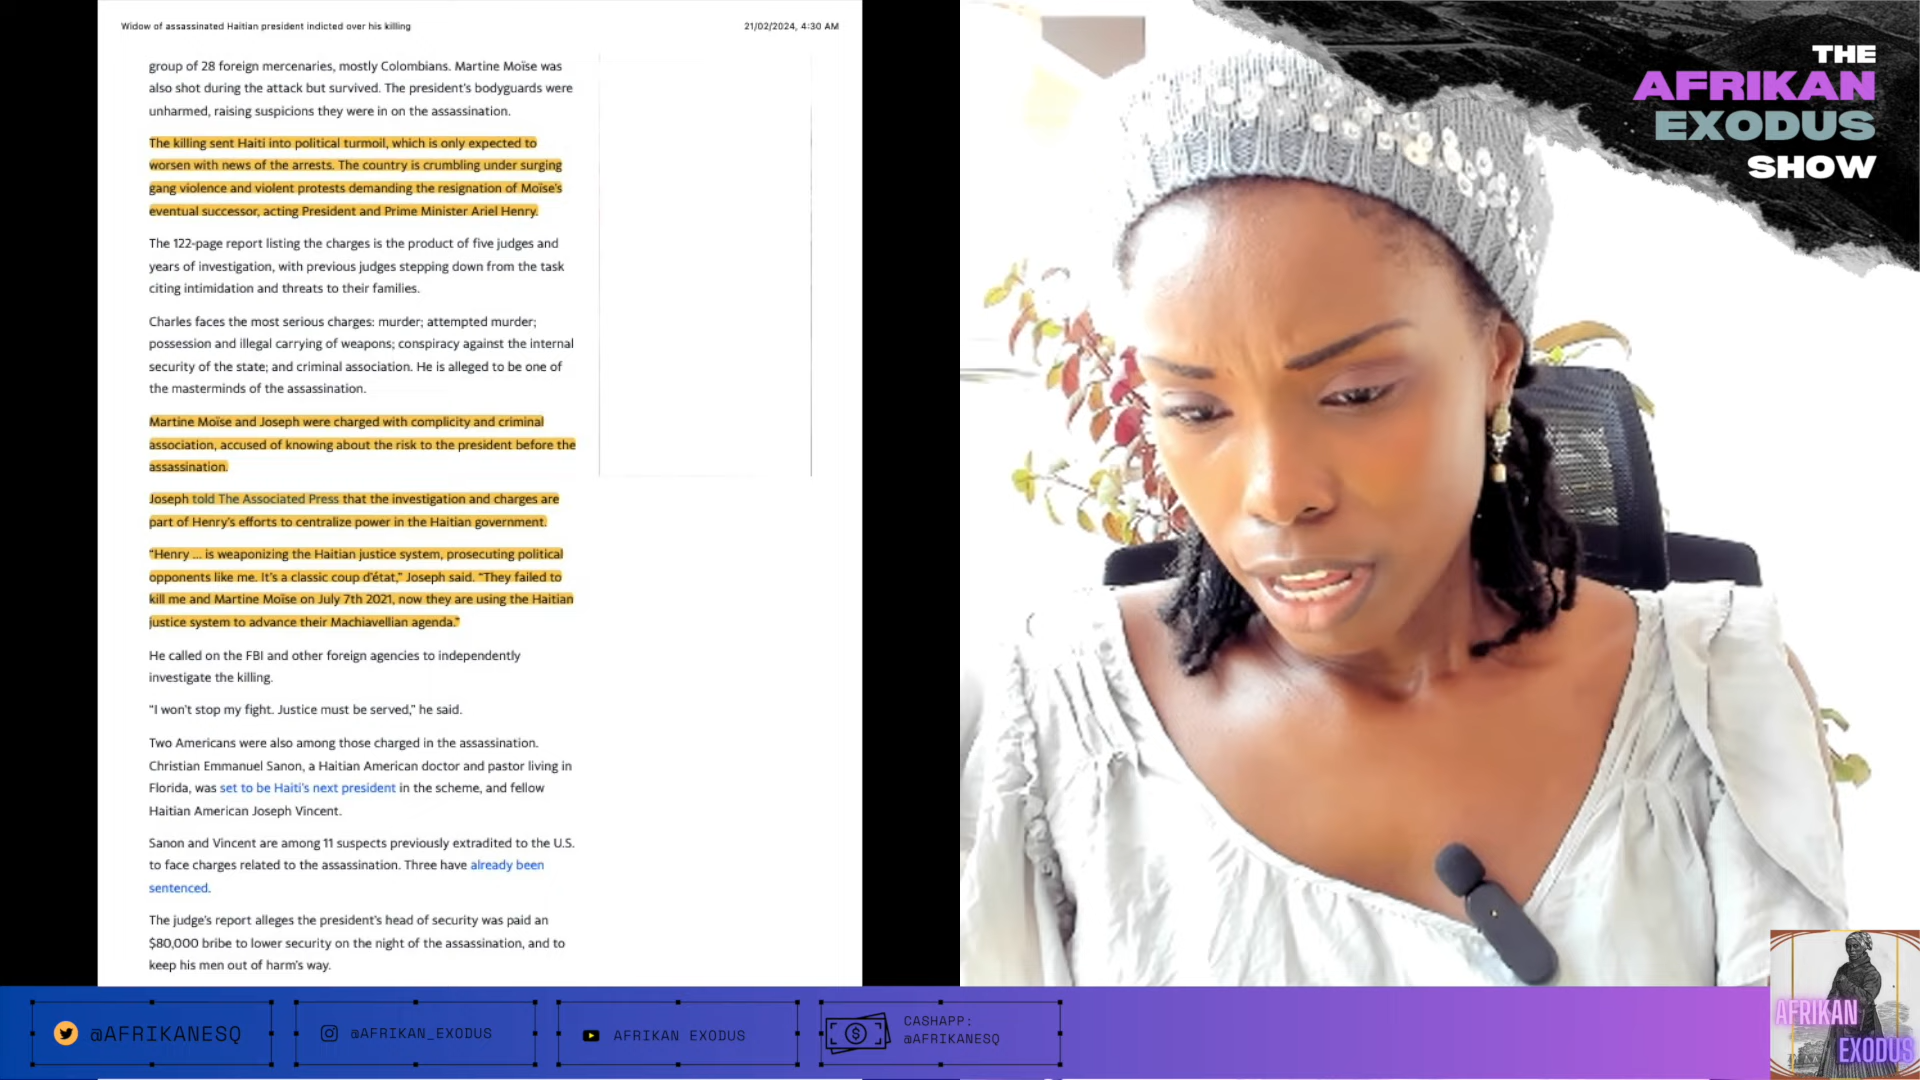 Widow of assassinated Haitian president indicted over his killing
21/02/2024, 4:30 AM
group of 28 foreign mercenaries, mostly Colombians. Martine Moïse was
also shot during the attack but survived. The president's bodyguards were
unharmed, raising suspicions they were in on the assassination.
The killing sent Haiti into political turmoil, which is only expected to
worsen with news of the arrests. The country is crumbling under surging
gang violence and violent protests demanding the resignation of Moïse's
eventual successor, acting President and Prime Minister Ariel Henry.
The 122-page report listing the charges is the product of five judges and
years of investigation, with previous judges stepping down from the task
citing intimidation and threats to their families.
Charles faces the most serious charges: murder; attempted murder;
possession and illegal carrying of weapons; conspiracy against the internal
security of the state; and criminal association. He is alleged to be one of
the masterminds of the assassination.
Martine Moïse and Joseph were charged with complicity and criminal
association, accused of knowing about the risk to the president before the
assassination.
Joseph told The Associated Press that the investigation and charges are
part of Henry's efforts to centralize power in the Haitian government.
“Henry ... is weaponizing the Haitian justice system, prosecuting political
opponents like me. It's a classic coup d'état,” Joseph said. “They failed to
kill me and Martine Moïse on July 7th 2021, now they are using the Haitian
justice system to advance their Machiavellian agenda.”
He called on the FBI and other foreign agencies to independently
investigate the killing.
“I won't stop my fight. Justice must be served,” he said.
Two Americans were also among those charged in the assassination.
Christian Emmanuel Sanon, a Haitian American doctor and pastor living in
Florida, was set to be Haiti's next president in the scheme, and fellow
Haitian American Joseph Vincent.
Sanon and Vincent are among 11 suspects previously extradited to the U.S.
to face charges related to the assassination. Three have already been
sentenced.
The judge's report alleges the president's head of security was paid an
$80,000 bribe to lower security on the night of the assassination, and to
keep his men out of harm's way.
THE
AFRIKAN
EXODUS
SHOW
@AFRIKANESQ
@AFRIKAN_EXODUS
AFRIKAN EXODUS
CASHAPP:
@AFRIKANESQ
AFRIKAN
EXODUS